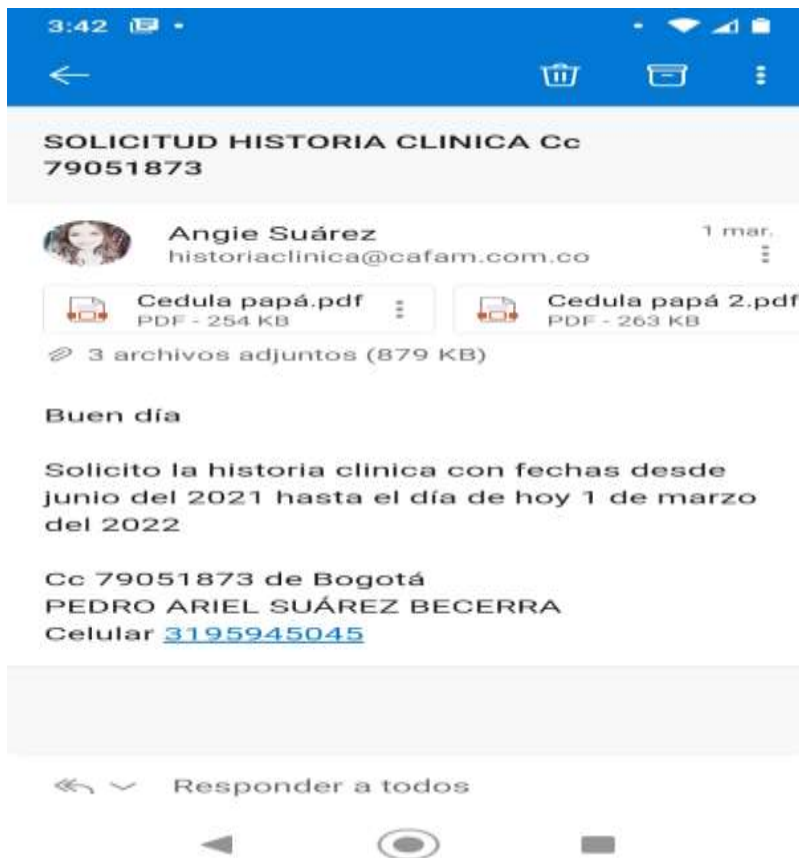 3:42
SOLICITUD HISTORIA CLINICA Cc
79051873
Angie Suárez
1 mar.
historiaclinica@cafam.com.co
Cedula papá.pdf
PDF - 254 KB
Cedula papá 2.pdf
PDF - 263 KB
3 archivos adjuntos (879 KB)
Buen día
Solicito la historia clinica con fechas desde
junio del 2021 hasta el día de hoy 1 de marzo
del 2022
Cc 79051873 de Bogotá
PEDRO ARIEL SUÁREZ BECERRA
Celular 3195945045
Responder a todos